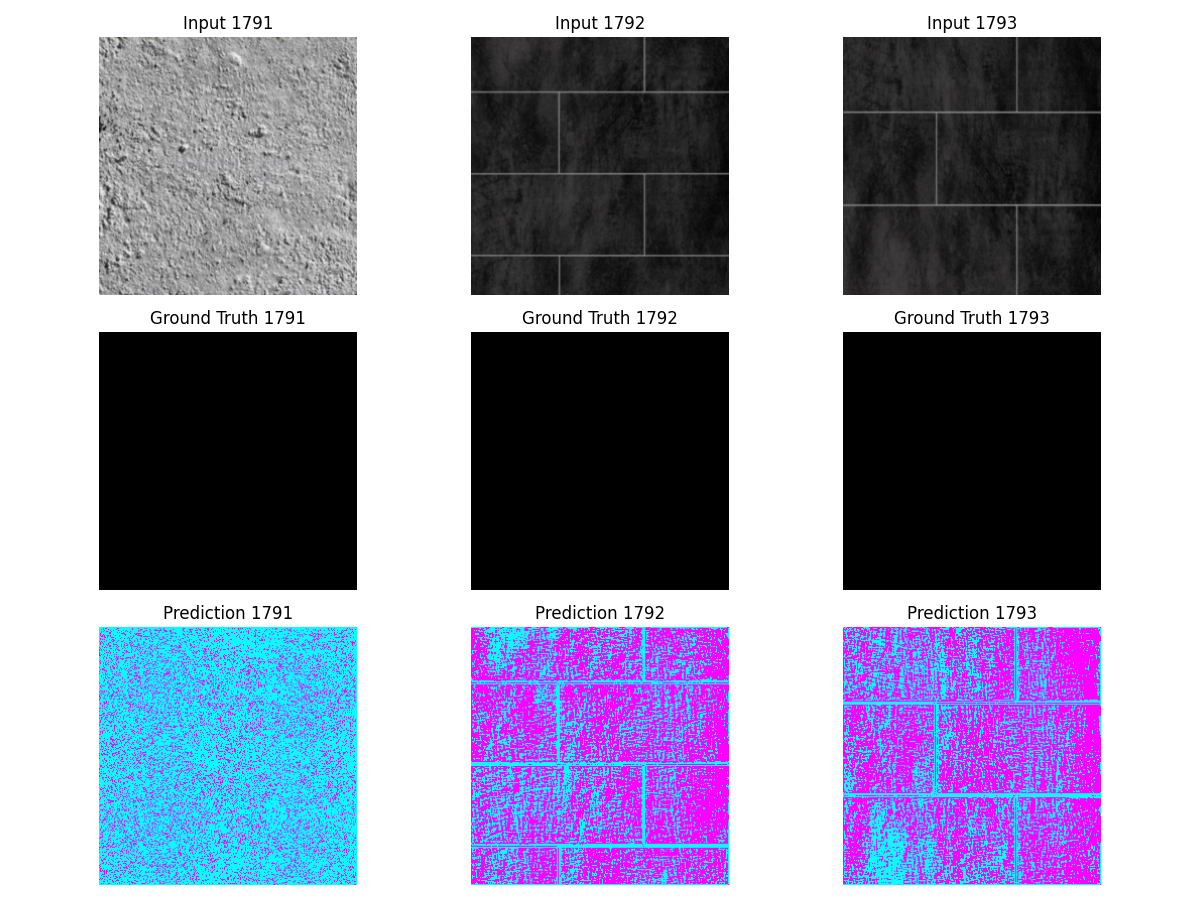 Input 1791
Input 1792
Input 1793
Ground Truth 1791
Ground Truth 1792
Ground Truth 1793
Prediction 1791
Prediction 1792
Prediction 1793